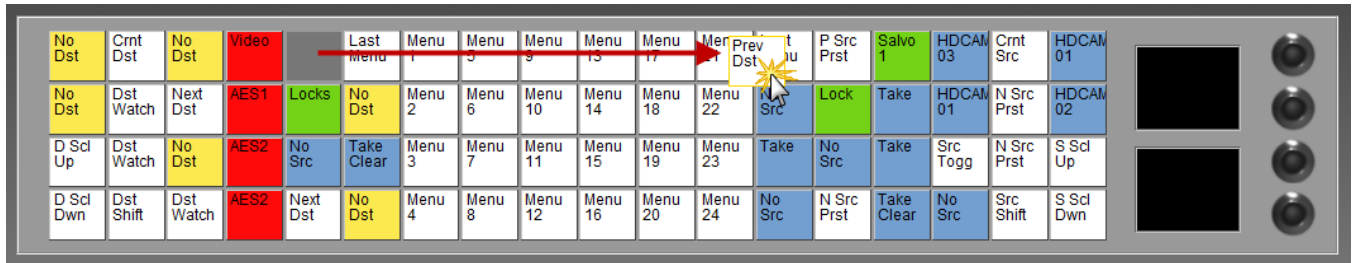 No
Dst
Crnt
Dst
No
Dst
Video
Last
Menu
Menu
1
Menu
5
Menu
9
Menu
13
Menu
17
Menu
21
Prev
Dst
P Src
Prst
Salvo
1
HDCAM
03
Crnt
Src
HDCAM
01
No
Dst
Dst
Watch
Next
Dst
AES1
Locks
No
Dst
Menu
2
Menu
6
Menu
10
Menu
14
Menu
18
Menu
22
Src
Lock
Take
HDCAM
01
N Src
Prst
HDCAM
02
D Scl
Up
Dst
Watch
No
Dst
AES2
No
Src
Take
Clear
Menu
3
Menu
7
Menu
11
Menu
15
Menu
19
Menu
23
Take
No
Src
Take
Src
Togg
N Src
Prst
S Scl
Up
D Scl
Dwn
Dst
Shift
Dst
Watch
AES2
Next
Dst
No
Dst
Menu
4
Menu
8
Menu
12
Menu
16
Menu
20
Menu
24
No
Src
N Src
Prst
Take
Clear
No
Src
Src
Shift
S Scl
Dwn